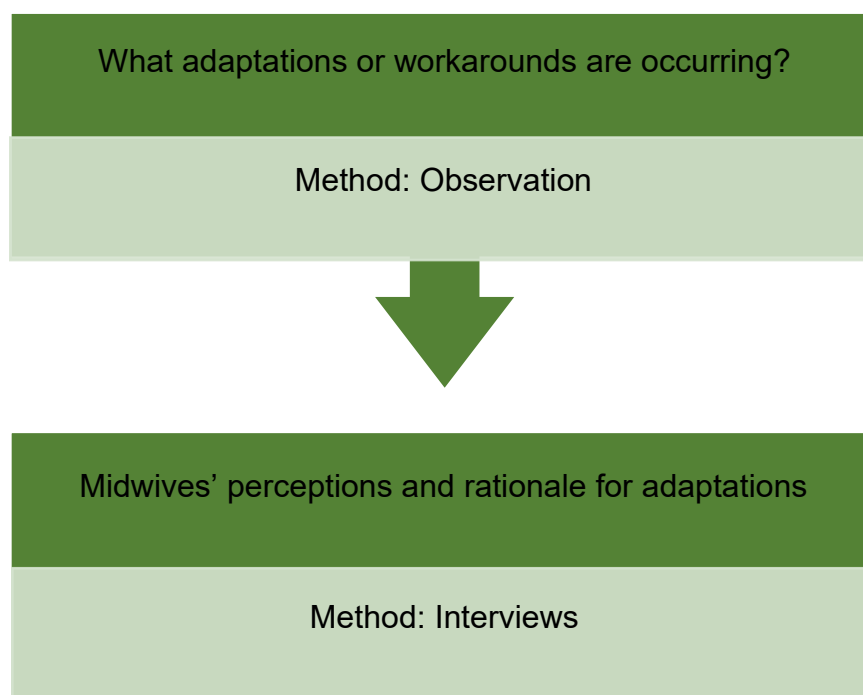 What adaptations or workarounds are occurring?
Method: Observation
Midwives’ perceptions and rationale for adaptations
Method: Interviews